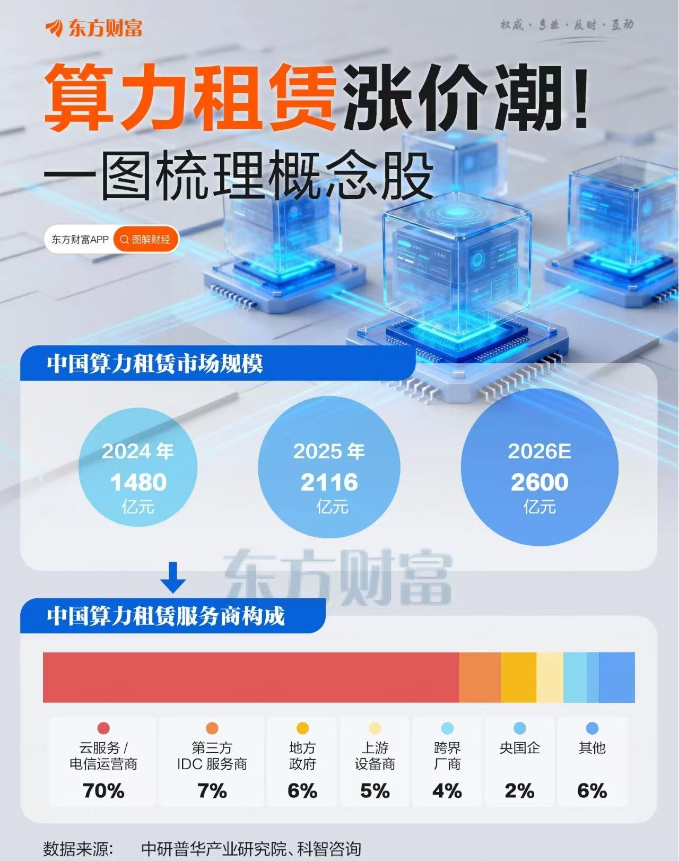 东方财富
权威·专业·及时·互动
算力租赁涨价潮!
一图梳理概念股
东方财富APP 图解财经
中国算力租赁市场规模
2024年 2025年 2026E
1480 2116 2600
亿元 亿元 亿元
东方财富
中国算力租赁服务商构成
云服务/ 第三方 地方 上游 跨界 央国企 其他
电信运营商 IDC服务商 政府 设备商 厂商
70% 7% 6% 5% 4% 2% 6%
数据来源: 中研普华产业研究院、科智咨询